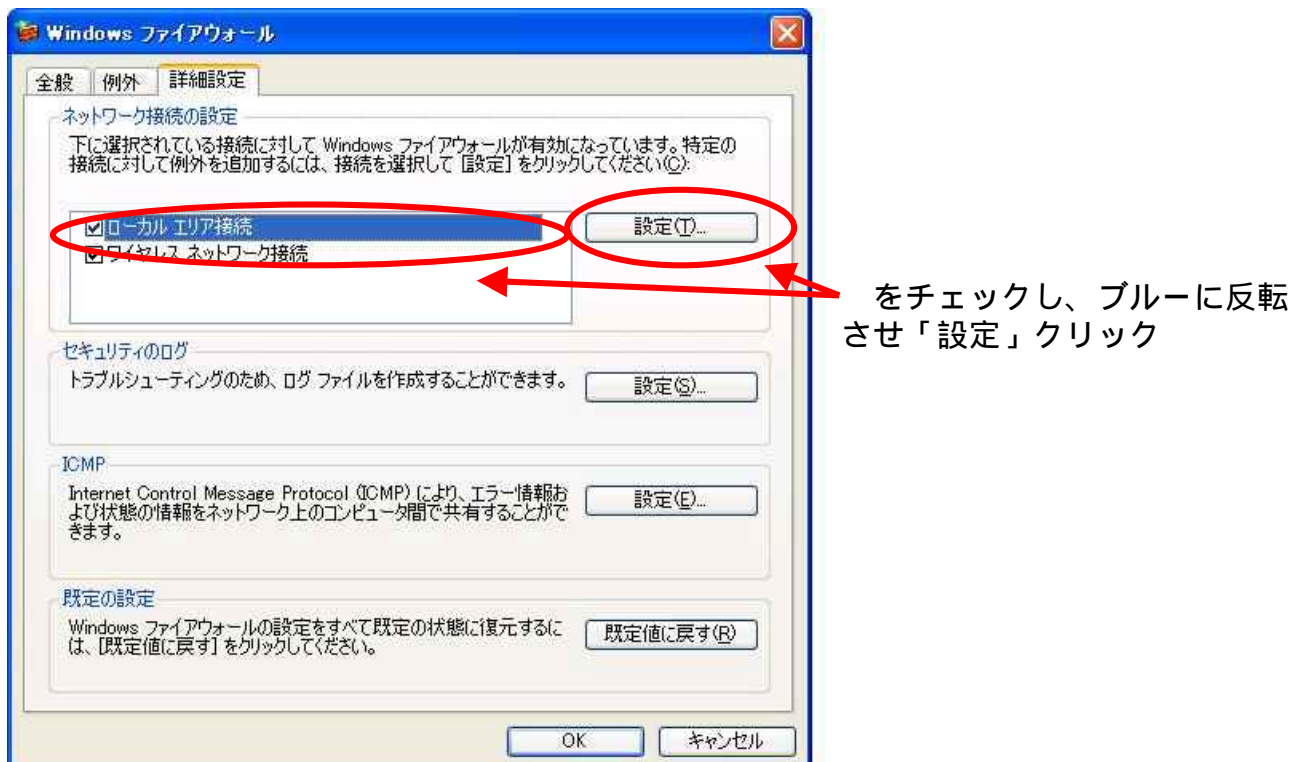 Windows ファイアウォール
全般 例外 詳細設定
ネットワーク接続の設定
下に選択されている接続に対して Windows ファイアウォールが有効になっています。特定の
接続に対して例外を追加するには、接続を選択して [設定] をクリックしてください(C):
ローカル エリア接続
設定(T)...
ワイヤレス ネットワーク接続
をチェックし、ブルーに反転
させ「設定」クリック
セキュリティのログ
トラブルシューティングのため、ログ ファイルを作成することができます。
設定(S)...
ICMP
Internet Control Message Protocol (ICMP) により、エラー情報お
よび状態の情報をネットワーク上のコンピュータ間で共有することがで
きます。
設定(E)...
既定の設定
Windows ファイアウォールの設定をすべて既定の状態に復元するに
は、[既定値に戻す] をクリックしてください。
既定値に戻す(R)
OK キャンセル